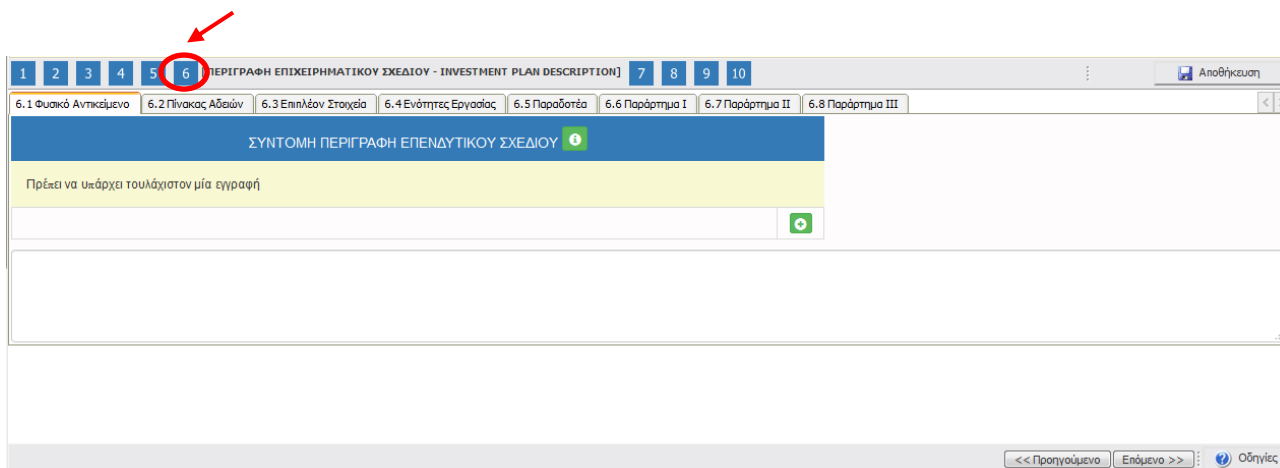 1 2 3 4 5 6 [ΠΕΡΙΓΡΑΦΗ ΕΠΙΧΕΙΡΗΜΑΤΙΚΟΥ ΣΧΕΔΙΟΥ - INVESTMENT PLAN DESCRIPTION] 7 8 9 10 Αποθήκευση
6.1 Φυσικό Αντικείμενο 6.2 Πίνακας Αδειών 6.3 Επιπλέον Στοιχεία 6.4 Ενότητες Εργασίας 6.5 Παραδοτέα 6.6 Παράρτημα I 6.7 Παράρτημα II 6.8 Παράρτημα III
ΣΥΝΤΟΜΗ ΠΕΡΙΓΡΑΦΗ ΕΠΕΝΔΥΤΙΚΟΥ ΣΧΕΔΙΟΥ
Πρέπει να υπάρχει τουλάχιστον μία εγγραφή
<< Προηγούμενο Επόμενο >> Οδηγίες